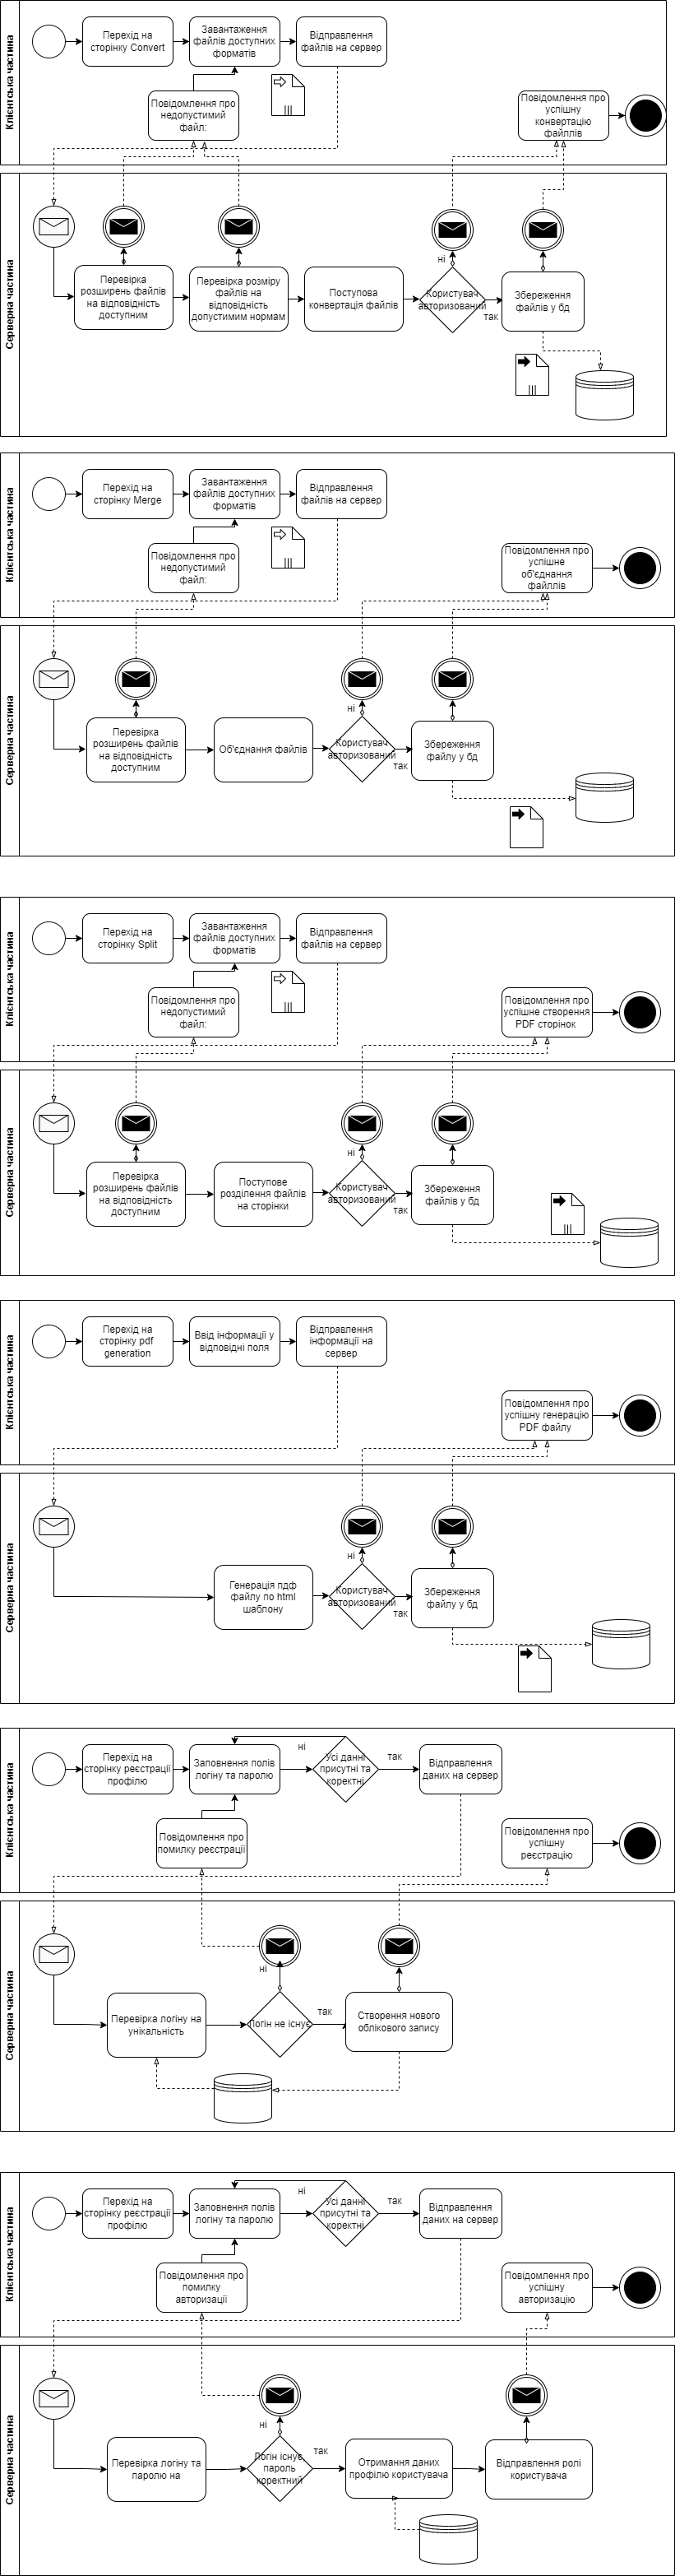 Клієнтська частина
Перехід на
сторінку Convert
Завантаження
файлів доступних
форматів
Відправлення
файлів на сервер
Повідомлення про
недопустимий
файл:
Повідомлення про
успішну
конвертацію
файллів
Серверна частина
Перевірка
розширень файлів
на відповідність
доступним
Перевірка розміру
файлів на
відповідність
допустимим нормам
Поступова
конвертація файлів
ні
Користувач
авторизований
так
Збереження
файлів у бд
Клієнтська частина
Перехід на
сторінку Merge
Завантаження
файлів доступних
форматів
Відправлення
файлів на сервер
Повідомлення про
недопустимий
файл:
Повідомлення про
успішне
об'єднання
файллів
Серверна частина
Перевірка
розширень файлів
на відповідність
доступним
Об'єднання файлів
ні
Користувач
авторизований
так
Збереження
файлу у бд
Клієнтська частина
Перехід на
сторінку Split
Завантаження
файлів доступних
форматів
Відправлення
файлів на сервер
Повідомлення про
недопустимий
файл:
Повідомлення про
успішне створення
PDF сторінок
Серверна частина
Перевірка
розширень файлів
на відповідність
доступним
Поступове
розділення файлів
на сторінки
ні
Користувач
авторизований
так
Збереження
файлів у бд
Клієнтська частина
Перехід на
сторінку pdf
generation
Ввід інформації у
відповідні поля
Відправлення
інформації на
сервер
Повідомлення про
успішну генерацію
PDF файлу
Серверна частина
Генерація пдф
файлу по html
шаблону
ні
Користувач
авторизований
так
Збереження
файлу у бд
Клієнтська частина
Перехід на
сторінку реєстрації
профілю
Заповнення полів
логіну та паролю
ні
Усі данні
присутні та
коректні
так
Відправлення
даних на сервер
Повідомлення про
помилку реєстрації
Повідомлення про
успішну
реєстрацію
Серверна частина
Перевірка логіну на
унікальність
ні
Логін не існує
так
Створення нового
облікового запису
Клієнтська частина
Перехід на
сторінку реєстрації
профілю
Заповнення полів
логіну та паролю
ні
Усі данні
присутні та
коректні
так
Відправлення
даних на сервер
Повідомлення про
помилку
авторизації
Повідомлення про
успішну
авторизацію
Серверна частина
Перевірка логіну та
паролю на
ні
Логін існує,
пароль
коректний
так
Отримання даних
профілю користувача
Відправлення ролі
користувача